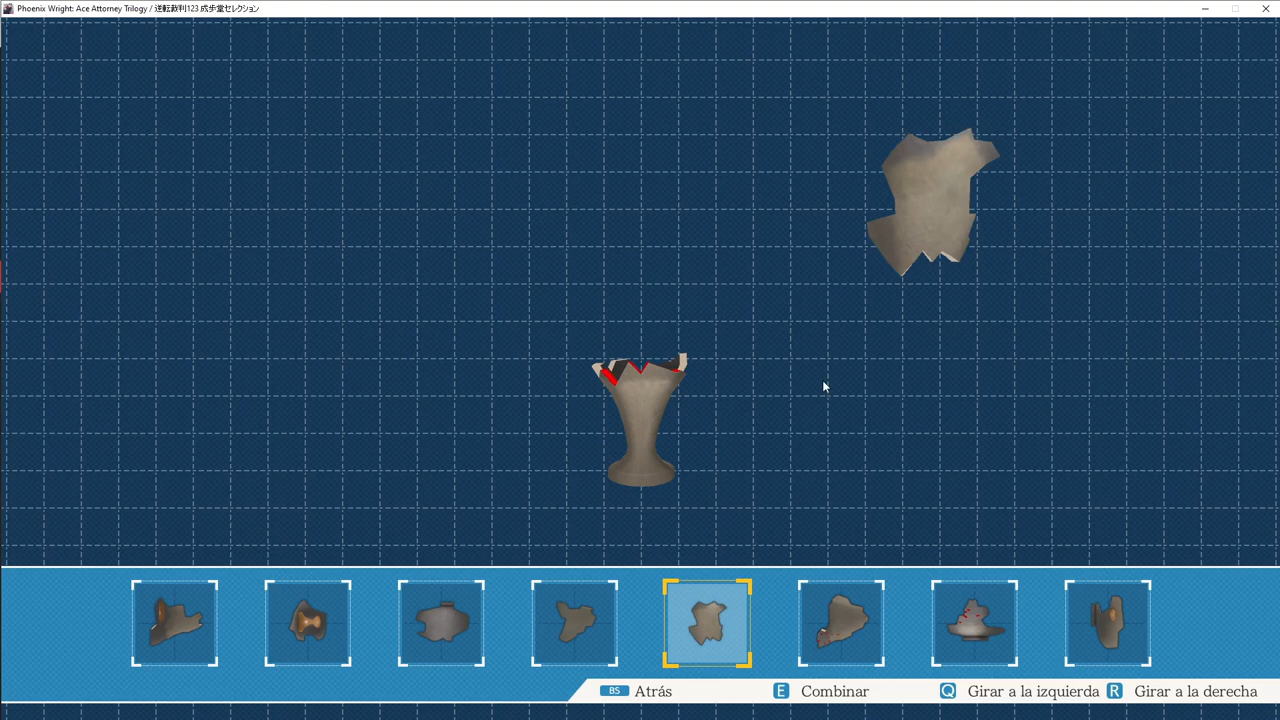 Phoenix Wright: Ace Attorney Trilogy / 逆転裁判123 成歩堂セレクション
BS Atrás E Combinar Q Girar a la izquierda R Girar a la derecha